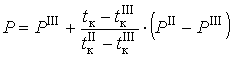 P = P^III + (t_к − t_к^III) / (t_к^II − t_к^III) · (P^II − P^III)